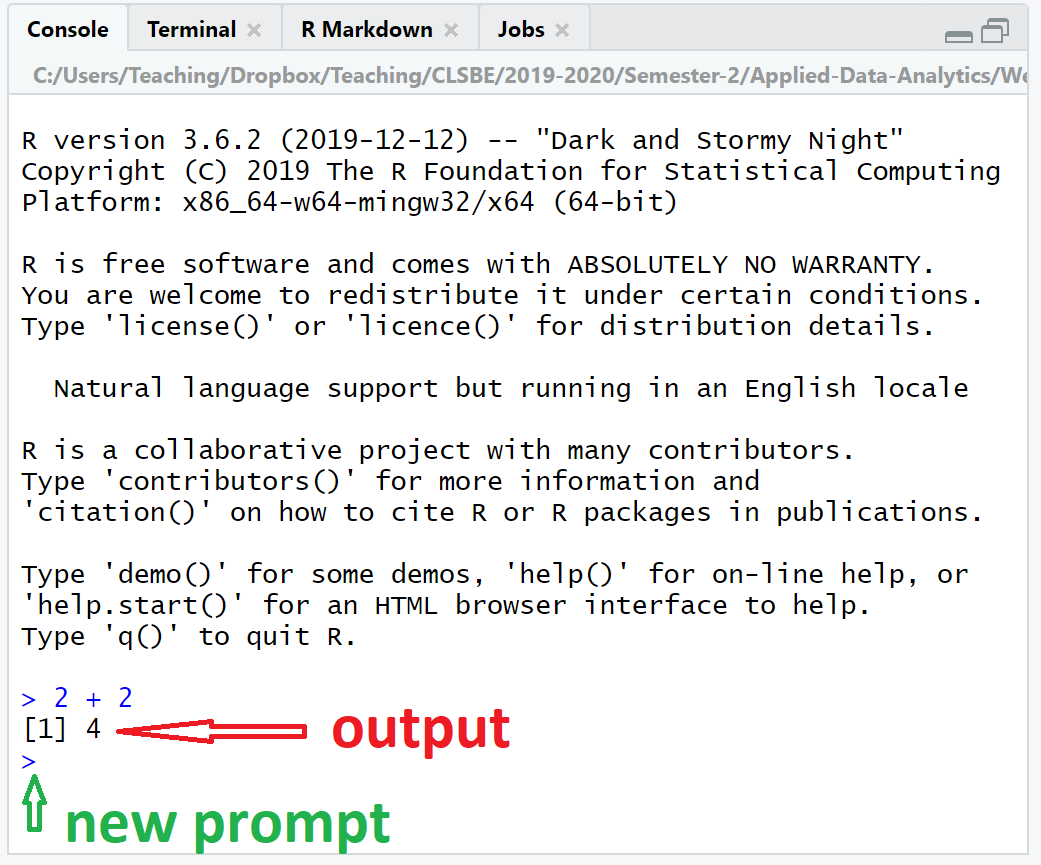 Console Terminal × R Markdown × Jobs ×
C:/Users/Teaching/Dropbox/Teaching/CLSBE/2019-2020/Semester-2/Applied-Data-Analytics/We
R version 3.6.2 (2019-12-12) -- "Dark and Stormy Night"
Copyright (C) 2019 The R Foundation for Statistical Computing
Platform: x86_64-w64-mingw32/x64 (64-bit)
R is free software and comes with ABSOLUTELY NO WARRANTY.
You are welcome to redistribute it under certain conditions.
Type 'license()' or 'licence()' for distribution details.
Natural language support but running in an English locale
R is a collaborative project with many contributors.
Type 'contributors()' for more information and
'citation()' on how to cite R or R packages in publications.
Type 'demo()' for some demos, 'help()' for on-line help, or
'help.start()' for an HTML browser interface to help.
Type 'q()' to quit R.
> 2 + 2
[1] 4 output
>
new prompt